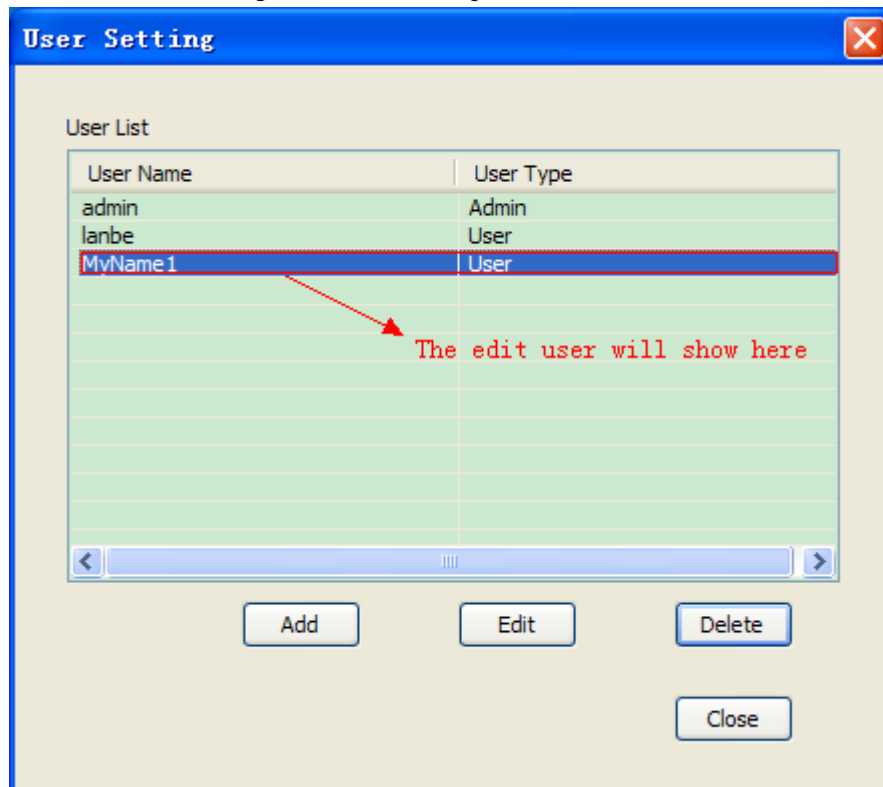 User Setting
User List
User Name User Type
admin Admin
lanbe User
MyName1 User
The edit user will show here
Add Edit Delete
Close